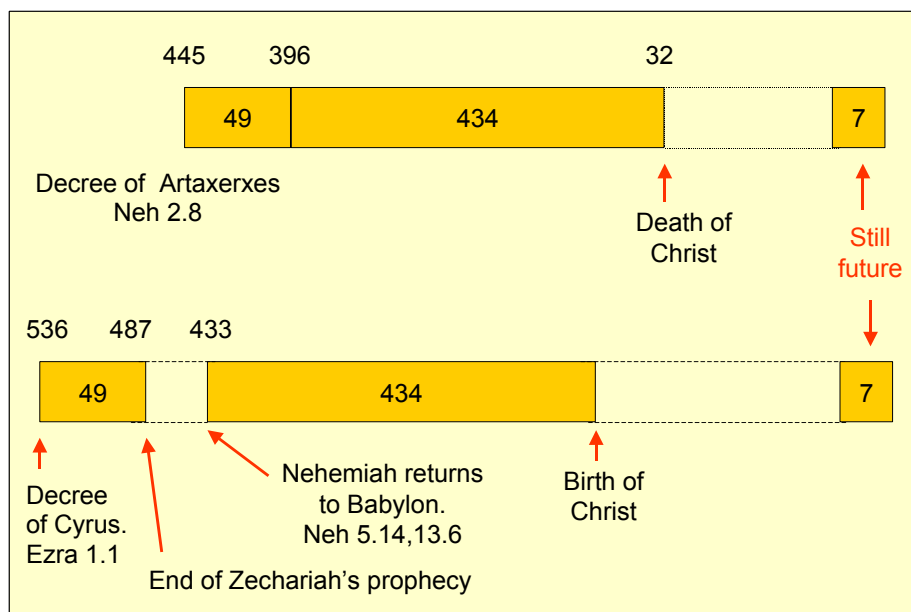 445 396 32
49 434 7
Decree of Artaxerxes
Neh 2.8
Death of
Christ
Still
future
536 487 433
49 434 7
Decree
of Cyrus.
Ezra 1.1
Nehemiah returns
to Babylon.
Neh 5.14,13.6
Birth of
Christ
End of Zechariah’s prophecy